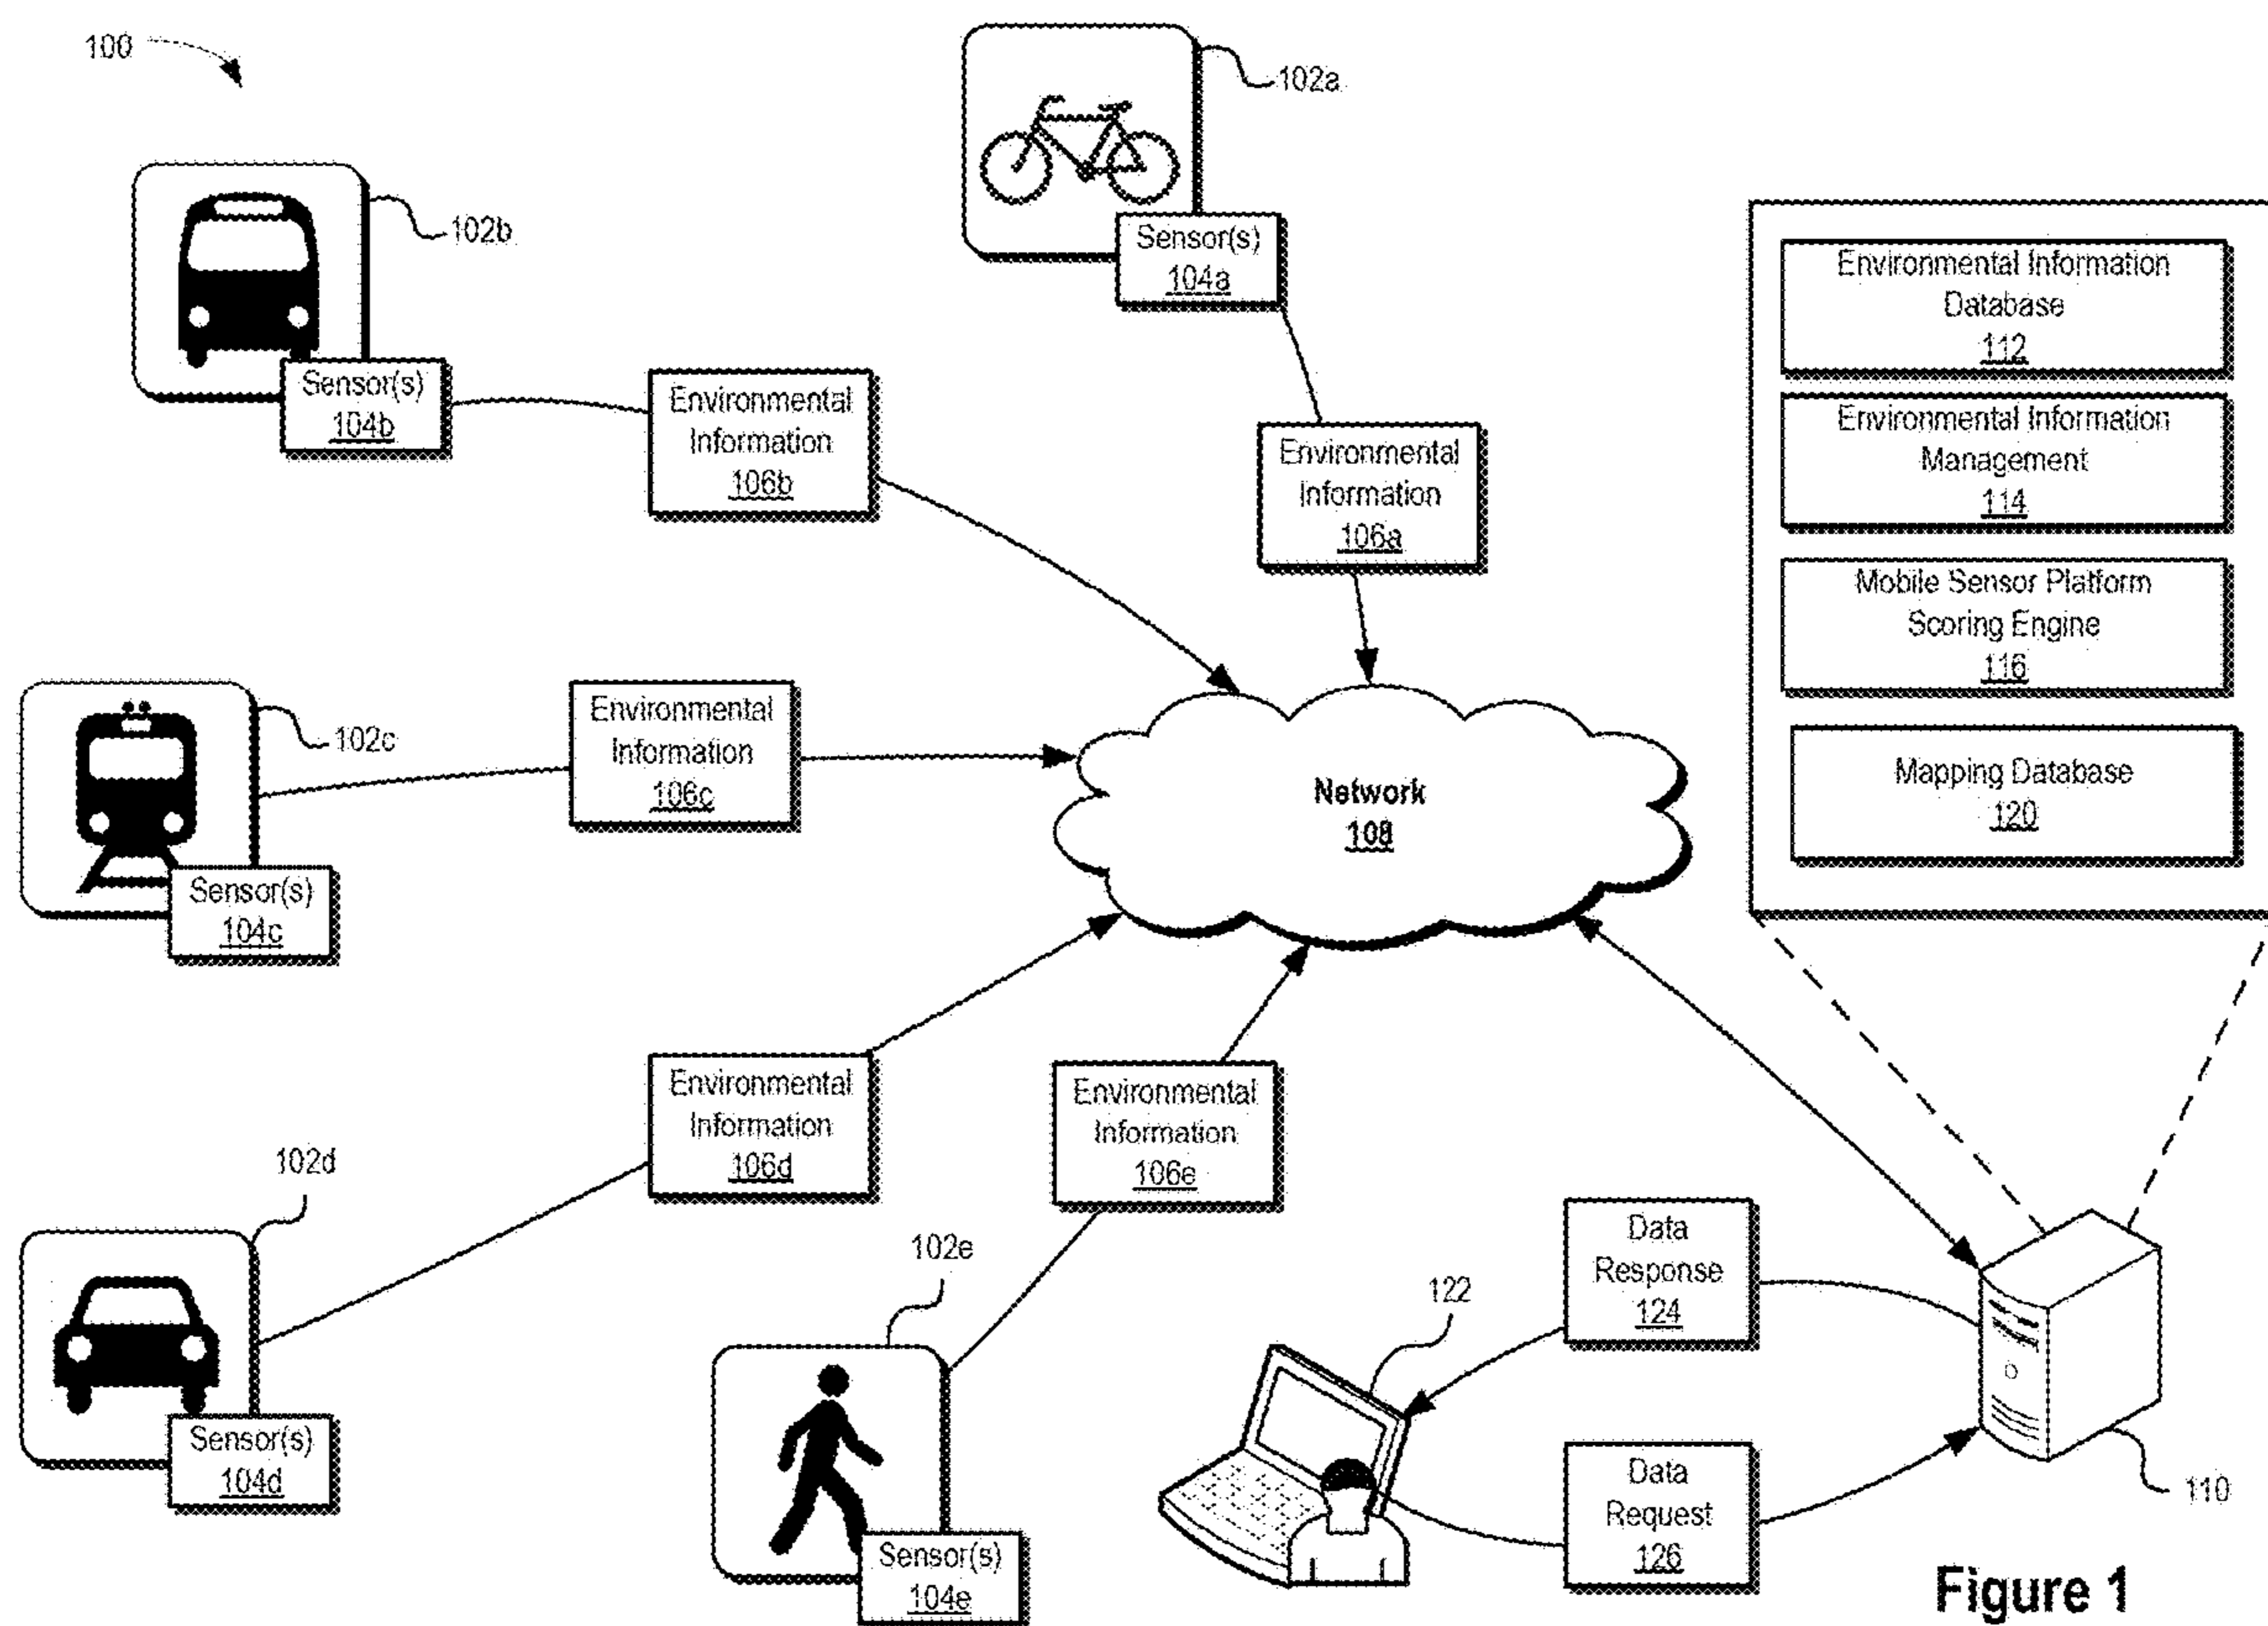 100
102a
Sensor(s)
104a
102b
Sensor(s)
104b
Environmental
Information
106b
Environmental
Information
106a
Environmental Information
Database
112
Environmental Information
Management
114
Mobile Sensor Platform
Scoring Engine
116
Mapping Database
120
102c
Sensor(s)
104c
Environmental
Information
106c
Network
108
Environmental
Information
106d
Environmental
Information
106e
102d
Sensor(s)
104d
102e
Sensor(s)
104e
122
Data
Response
124
Data
Request
126
110
Figure 1